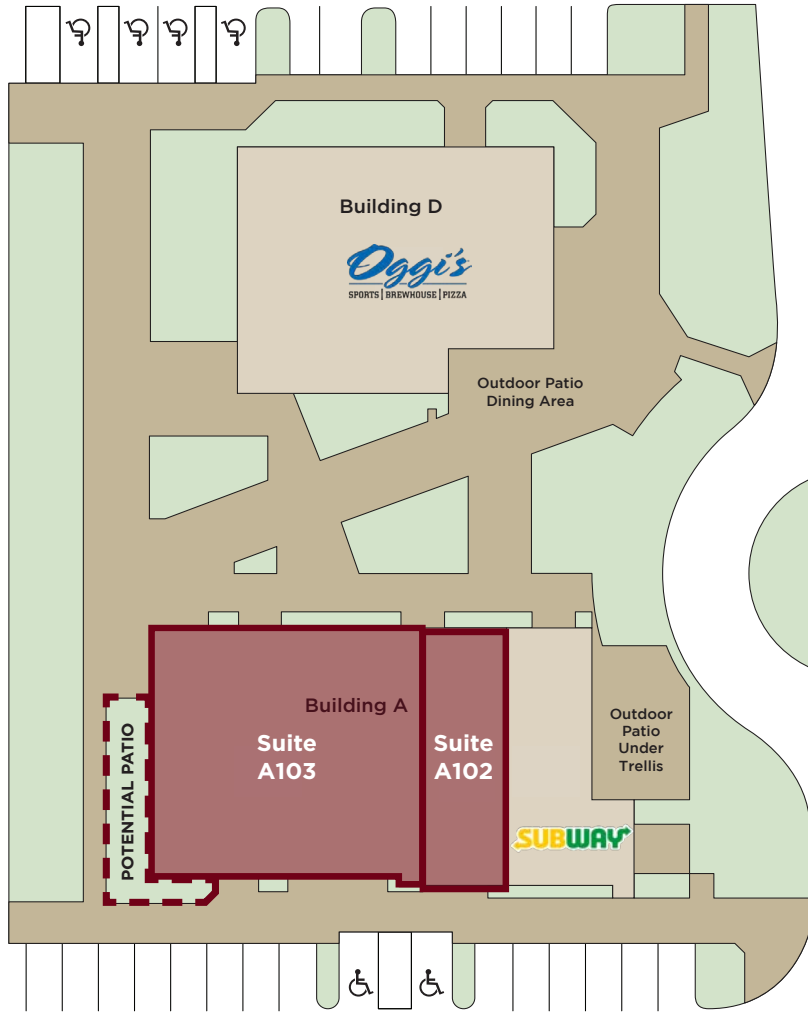 Building D
Oggi's
SPORTS | BREWHOUSE | PIZZA
Outdoor Patio
Dining Area
Building A
Suite
A103
Suite
A102
POTENTIAL PATIO
Outdoor
Patio
Under
Trellis
SUBWAY